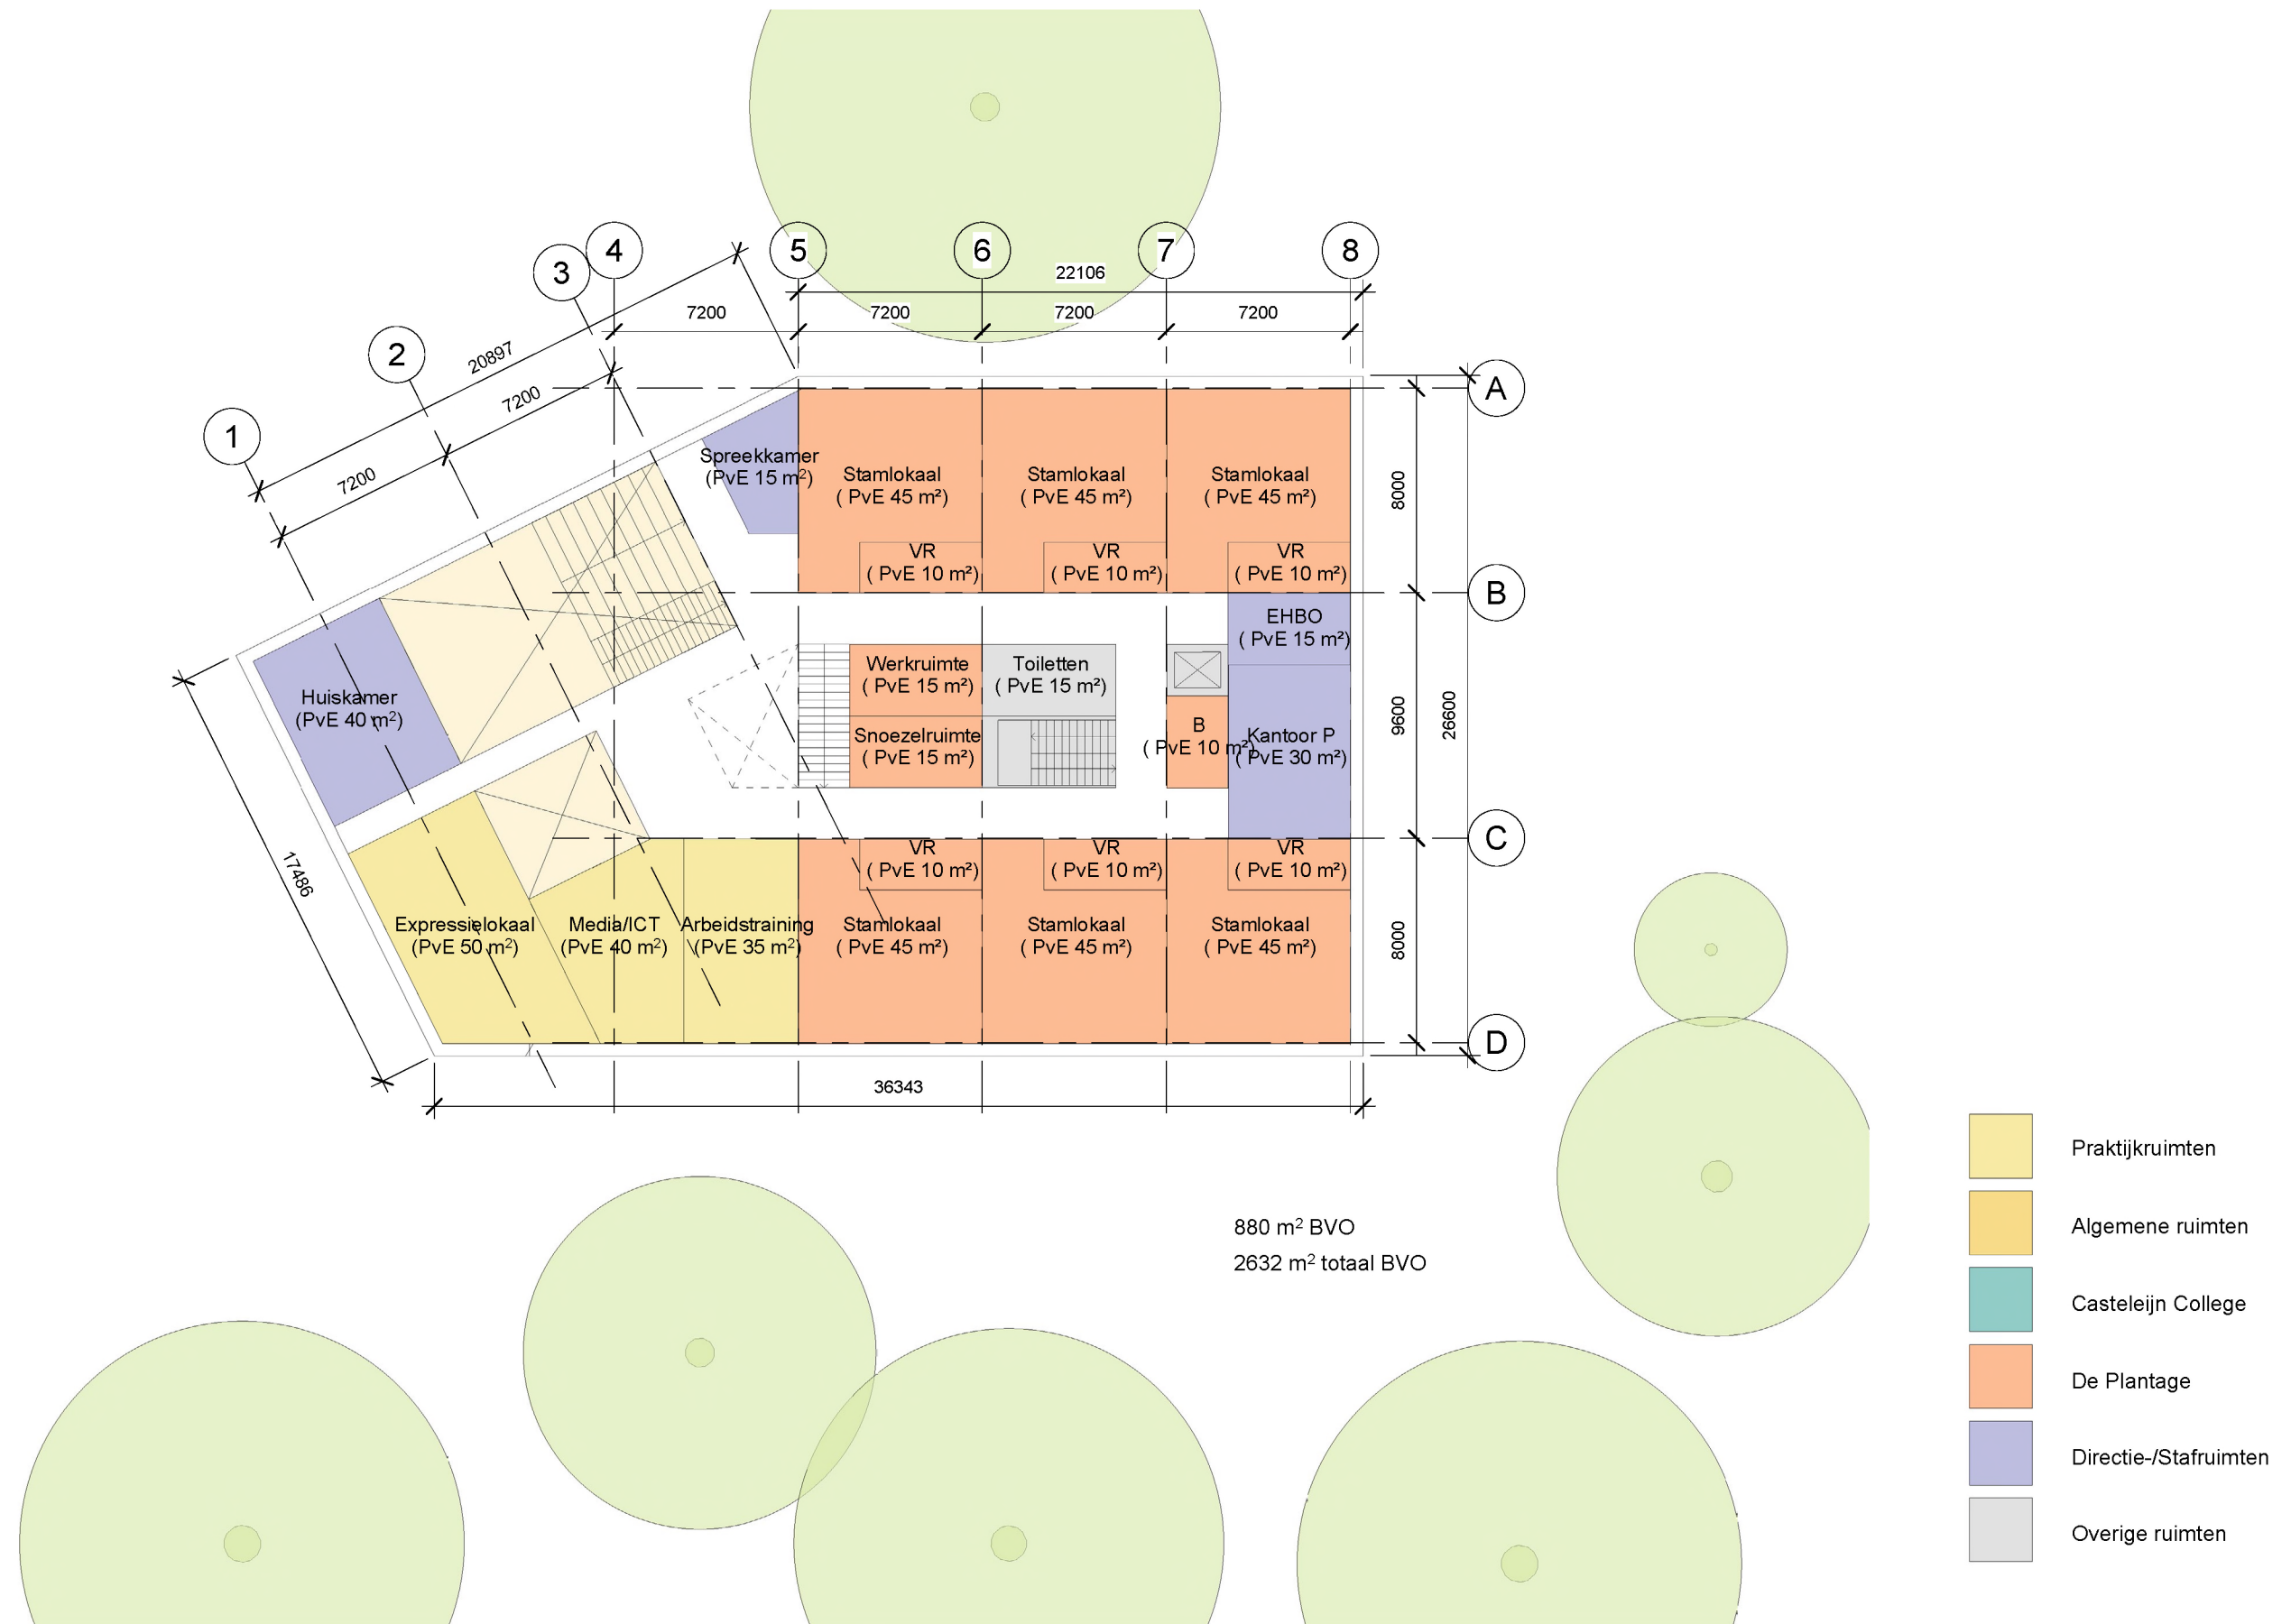 4
5
6
7
8
3
2
1
22106
7200
7200
7200
7200
20897
7200
7200
A
B
C
D
8000
9600
8000
26600
17486
36343
Spreekkamer
(PvE 15 m²)
Stamlokaal
( PvE 45 m²)
Stamlokaal
( PvE 45 m²)
Stamlokaal
( PvE 45 m²)
VR
( PvE 10 m²)
VR
( PvE 10 m²)
VR
( PvE 10 m²)
EHBO
( PvE 15 m²)
Huiskamer
(PvE 40 m²)
Werkruimte
( PvE 15 m²)
Toiletten
( PvE 15 m²)
Snoezelruimte
( PvE 15 m²)
B
( PvE 10 m²)
Kantoor P
( PvE 30 m²)
VR
( PvE 10 m²)
VR
( PvE 10 m²)
VR
( PvE 10 m²)
Expressielokaal
(PvE 50 m²)
Media/ICT
(PvE 40 m²)
Arbeidstraining
(PvE 35 m²)
Stamlokaal
( PvE 45 m²)
Stamlokaal
( PvE 45 m²)
Stamlokaal
( PvE 45 m²)
880 m² BVO
2632 m² totaal BVO
Praktijkruimten
Algemene ruimten
Casteleijn College
De Plantage
Directie-/Stafruimten
Overige ruimten